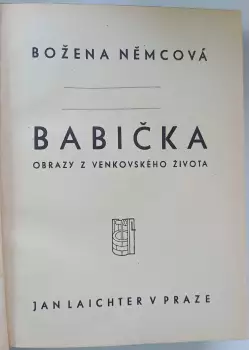 BOŽENA NĚMCOVÁ
BABIČKA
OBRAZY Z VENKOVSKÉHO ŽIVOTA
JAN LAICHTER V PRAZE